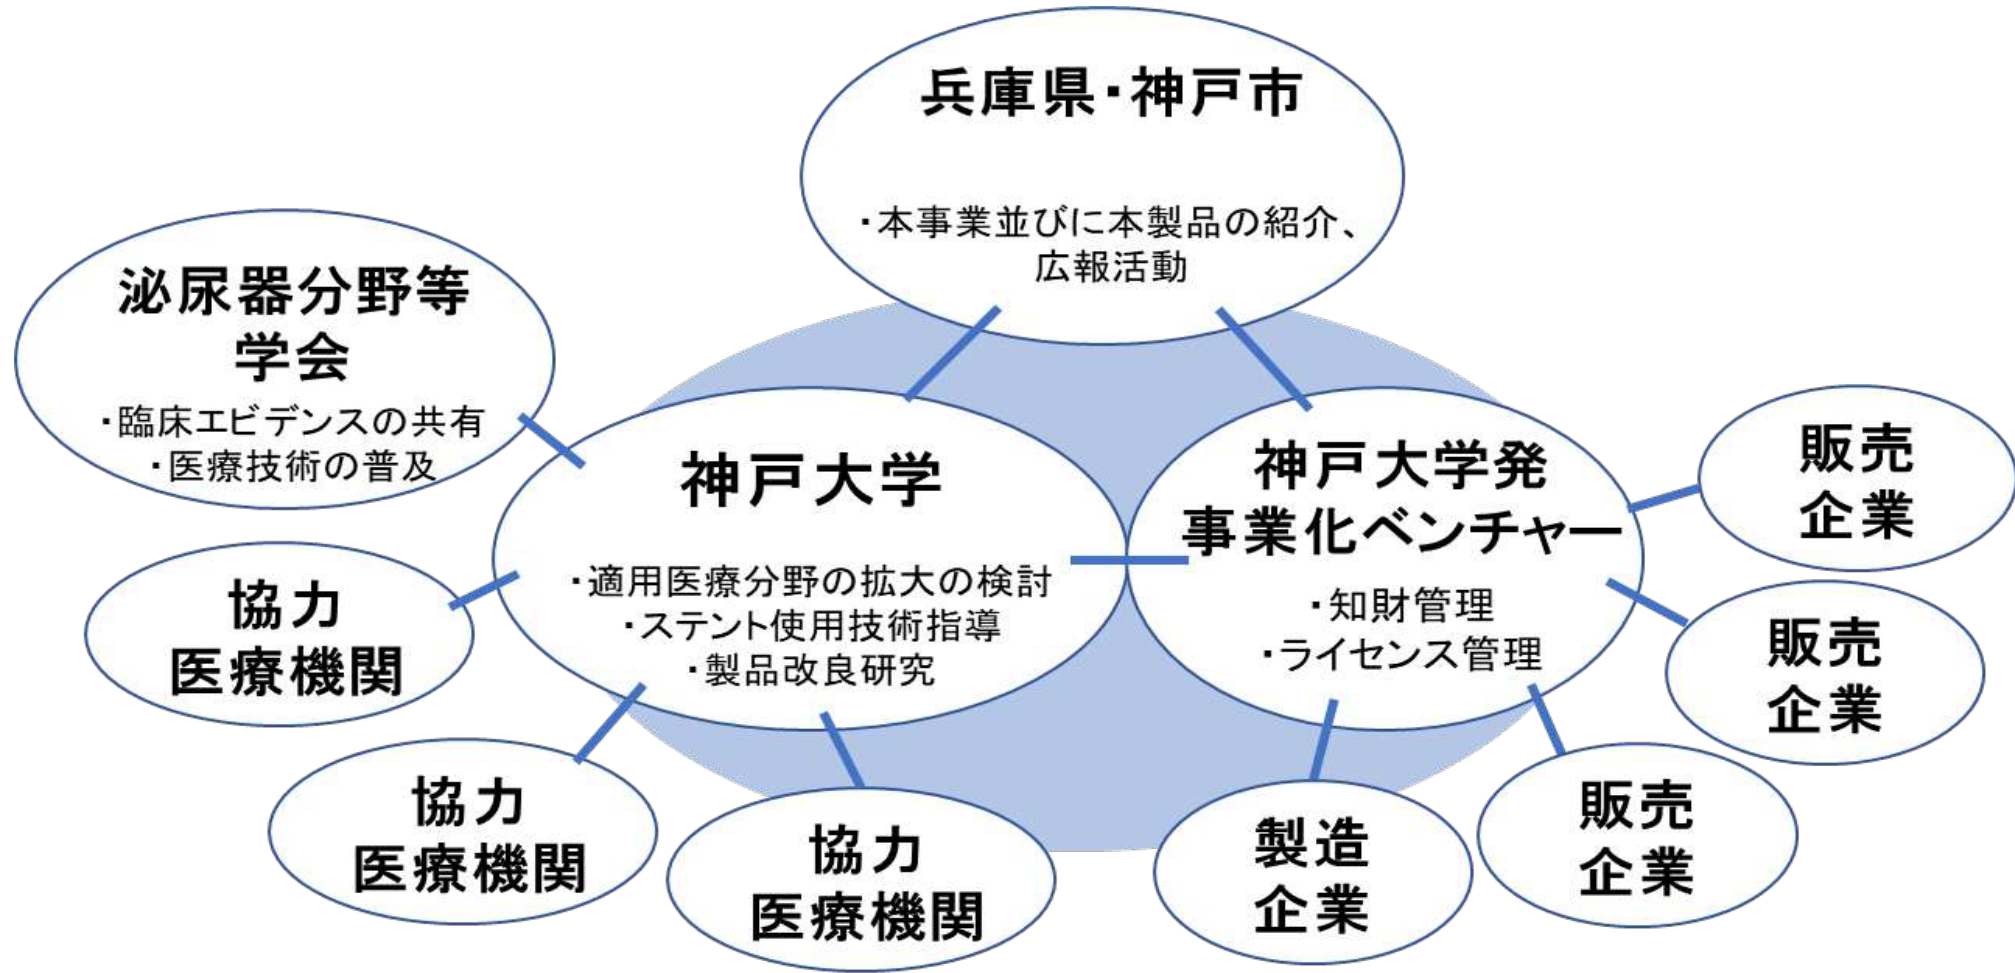 兵庫県・神戸市
・本事業並びに本製品の紹介、
広報活動
泌尿器分野等
学会
・臨床エビデンスの共有
・医療技術の普及
神戸大学
・適用医療分野の拡大の検討
・ステント使用技術指導
・製品改良研究
神戸大学発
事業化ベンチャー
・知財管理
・ライセンス管理
販売
企業
販売
企業
販売
企業
製造
企業
協力
医療機関
協力
医療機関
協力
医療機関